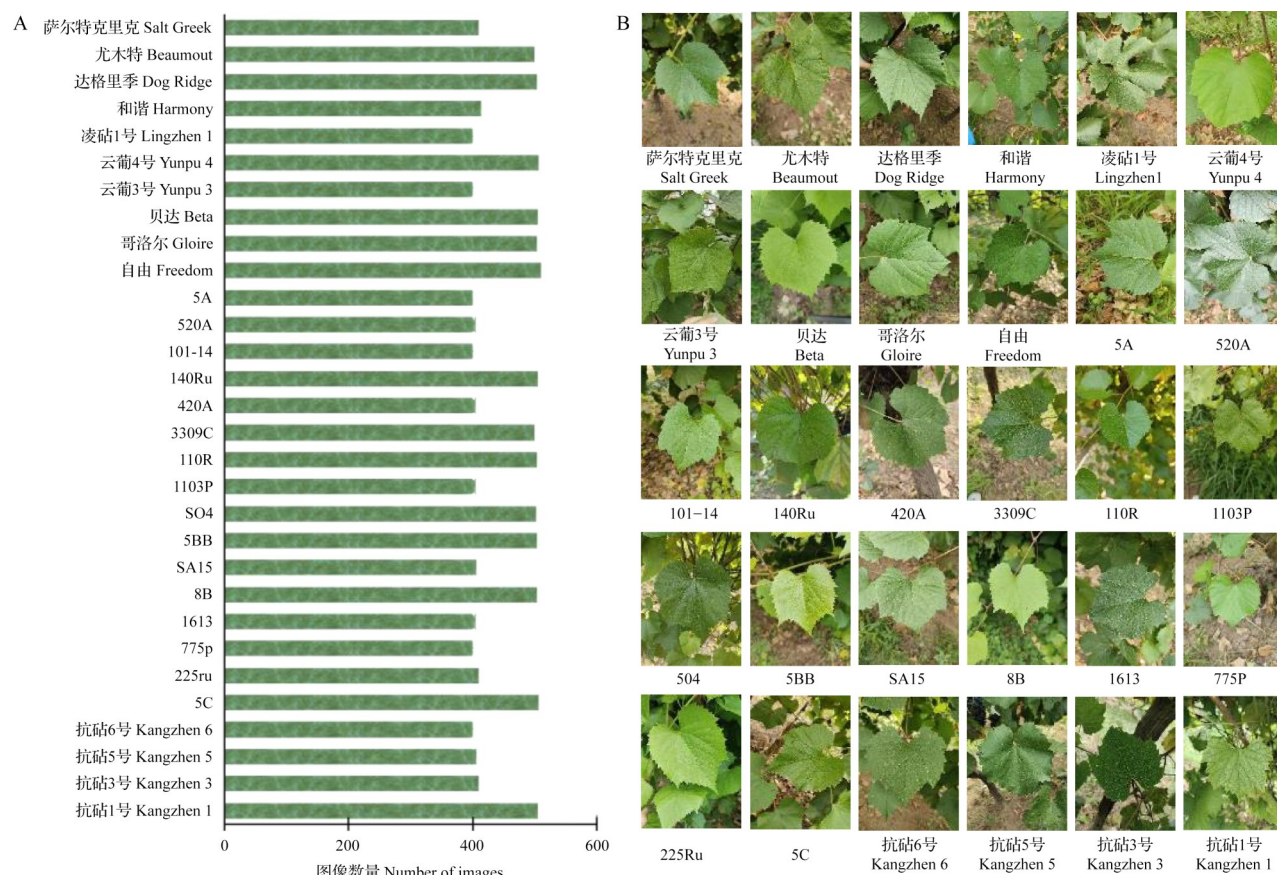 A
萨尔特克里克 Salt Greek
尤木特 Beaumout
达格里季 Dog Ridge
和谐 Harmony
凌砧1号 Lingzhen 1
云葡4号 Yunpu 4
云葡3号 Yunpu 3
贝达 Beta
哥洛尔 Gloire
自由 Freedom
5A
520A
101-14
140Ru
420A
3309C
110R
1103P
SO4
5BB
SA15
8B
1613
775p
225ru
5C
抗砧6号 Kangzhen 6
抗砧5号 Kangzhen 5
抗砧3号 Kangzhen 3
抗砧1号 Kangzhen 1
0 200 400 600
图像数量 Number of images
B
萨尔特克里克 尤木特 达格里季 和谐 凌砧1号 云葡4号
Salt Greek Beaumout Dog Ridge Harmony Lingzhen1 Yunpu 4
云葡3号 贝达 哥洛尔 自由 5A 520A
Yunpu 3 Beta Gloire Freedom
101−14 140Ru 420A 3309C 110R 1103P
504 5BB SA15 8B 1613 775P
225Ru 5C 抗砧6号 抗砧5号 抗砧3号 抗砧1号
Kangzhen 6 Kangzhen 5 Kangzhen 3 Kangzhen 1